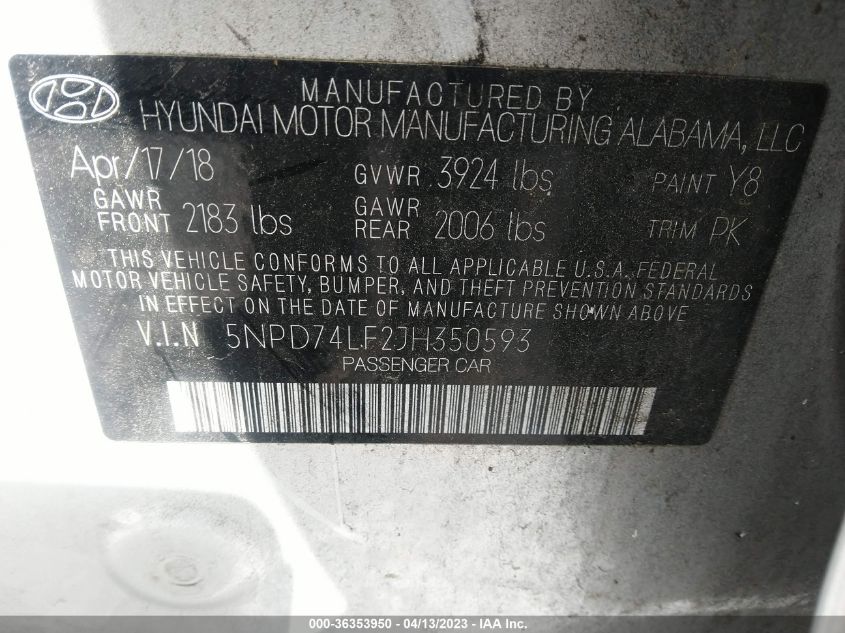 MANUFACTURED BY
HYUNDAI MOTOR MANUFACTURING ALABAMA, LLC
Apr/17/18 GVWR 3924 lbs PAINT Y8
GAWR FRONT 2183 lbs GAWR REAR 2006 lbs TRIM PK
THIS VEHICLE CONFORMS TO ALL APPLICABLE U.S.A. FEDERAL
MOTOR VEHICLE SAFETY, BUMPER, AND THEFT PREVENTION STANDARDS
IN EFFECT ON THE DATE OF MANUFACTURE SHOWN ABOVE.
V.I.N 5NPD74LF2JH350593
PASSENGER CAR
000-36353950 - 04/13/2023 - IAA Inc.